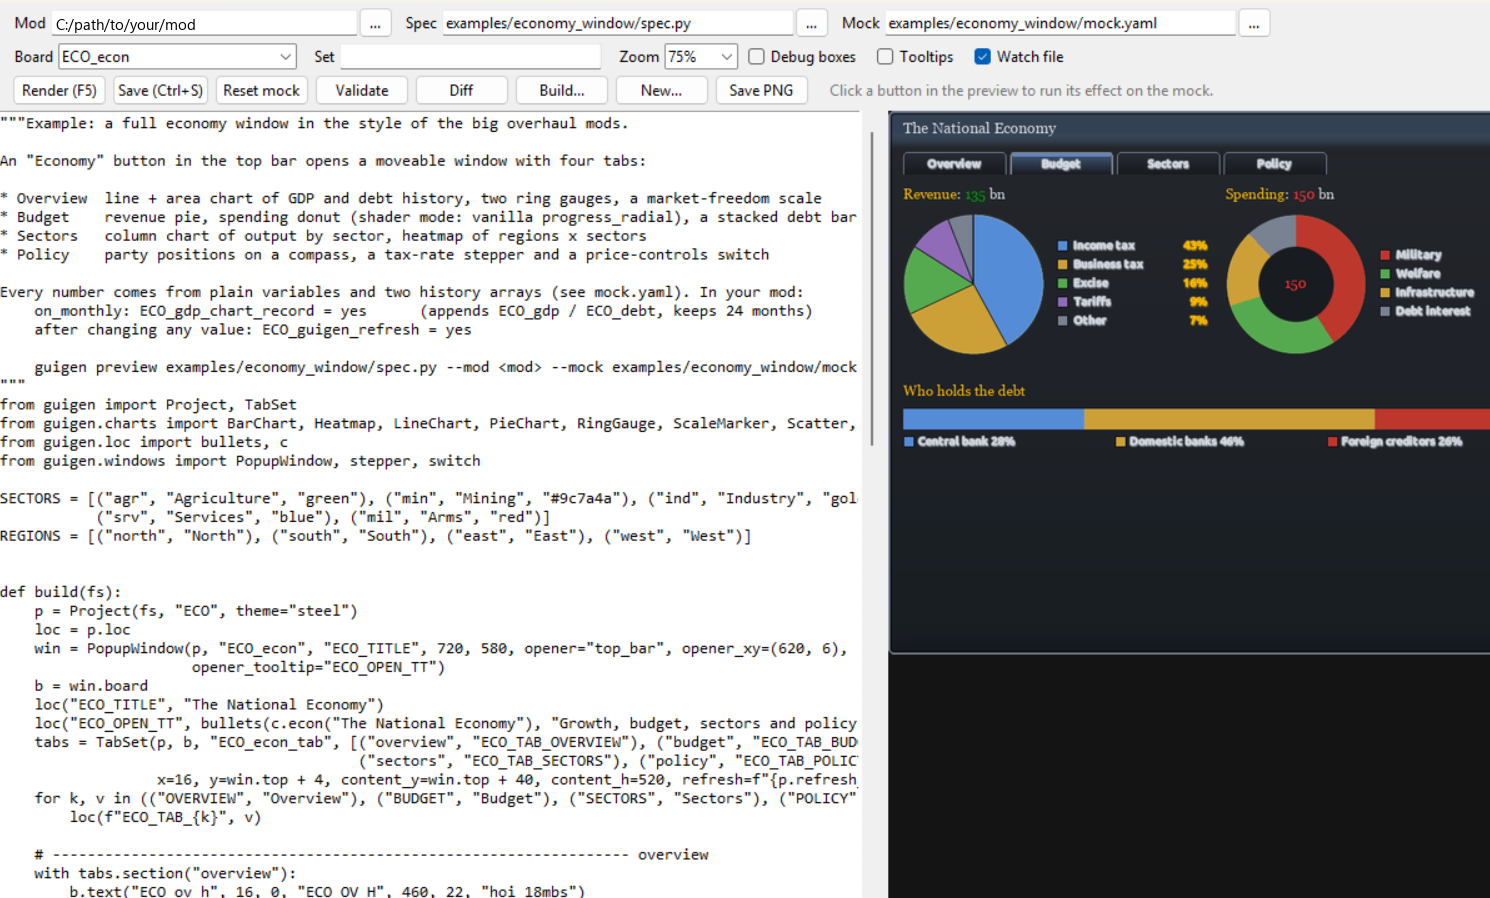 Mod C:/path/to/your/mod ... Spec examples/economy_window/spec.py ... Mock examples/economy_window/mock.yaml ...
Board ECO_econ Set Zoom 75% Debug boxes Tooltips Watch file
Render (F5) Save (Ctrl+S) Reset mock Validate Diff Build... New... Save PNG Click a button in the preview to run its effect on the mock.
"""Example: a full economy window in the style of the big overhaul mods.
An "Economy" button in the top bar opens a moveable window with four tabs:
* Overview  line + area chart of GDP and debt history, two ring gauges, a market-freedom scale
* Budget    revenue pie, spending donut (shader mode: vanilla progress_radial), a stacked debt bar
* Sectors   column chart of output by sector, heatmap of regions x sectors
* Policy    party positions on a compass, a tax-rate stepper and a price-controls switch
Every number comes from plain variables and two history arrays (see mock.yaml). In your mod:
    on_monthly: ECO_gdp_chart_record = yes      (appends ECO_gdp / ECO_debt, keeps 24 months)
    after changing any value: ECO_guigen_refresh = yes
    guigen preview examples/economy_window/spec.py --mod <mod> --mock examples/economy_window/mock
"""
from guigen import Project, TabSet
from guigen.charts import BarChart, Heatmap, LineChart, PieChart, RingGauge, ScaleMarker, Scatter,
from guigen.loc import bullets, c
from guigen.windows import PopupWindow, stepper, switch
SECTORS = [("agr", "Agriculture", "green"), ("min", "Mining", "#9c7a4a"), ("ind", "Industry", "gol
           ("srv", "Services", "blue"), ("mil", "Arms", "red")]
REGIONS = [("north", "North"), ("south", "South"), ("east", "East"), ("west", "West")]
def build(fs):
    p = Project(fs, "ECO", theme="steel")
    loc = p.loc
    win = PopupWindow(p, "ECO_econ", "ECO_TITLE", 720, 580, opener="top_bar", opener_xy=(620, 6),
                      opener_tooltip="ECO_OPEN_TT")
    b = win.board
    loc("ECO_TITLE", "The National Economy")
    loc("ECO_OPEN_TT", bullets(c.econ("The National Economy"), "Growth, budget, sectors and policy
    tabs = TabSet(p, b, "ECO_econ_tab", [("overview", "ECO_TAB_OVERVIEW"), ("budget", "ECO_TAB_BUD
                                         ("sectors", "ECO_TAB_SECTORS"), ("policy", "ECO_TAB_POLIC
                  x=16, y=win.top + 4, content_y=win.top + 40, content_h=520, refresh=f"{p.refresh
    for k, v in (("OVERVIEW", "Overview"), ("BUDGET", "Budget"), ("SECTORS", "Sectors"), ("POLICY"
        loc(f"ECO_TAB_{k}", v)
    # ------------------------------------------------------------------ overview
    with tabs.section("overview"):
        b.text("ECO_ov_h", 16, 0, "ECO_OV_H", 460, 22, "hoi_18mbs")
The National Economy
Overview Budget Sectors Policy
Revenue: 135 bn
Income tax 43%
Business tax 25%
Excise 16%
Tariffs 9%
Other 7%
Spending: 150 bn
150
Military
Welfare
Infrastructure
Debt interest
Who holds the debt
Central bank 28% Domestic banks 46% Foreign creditors 26%